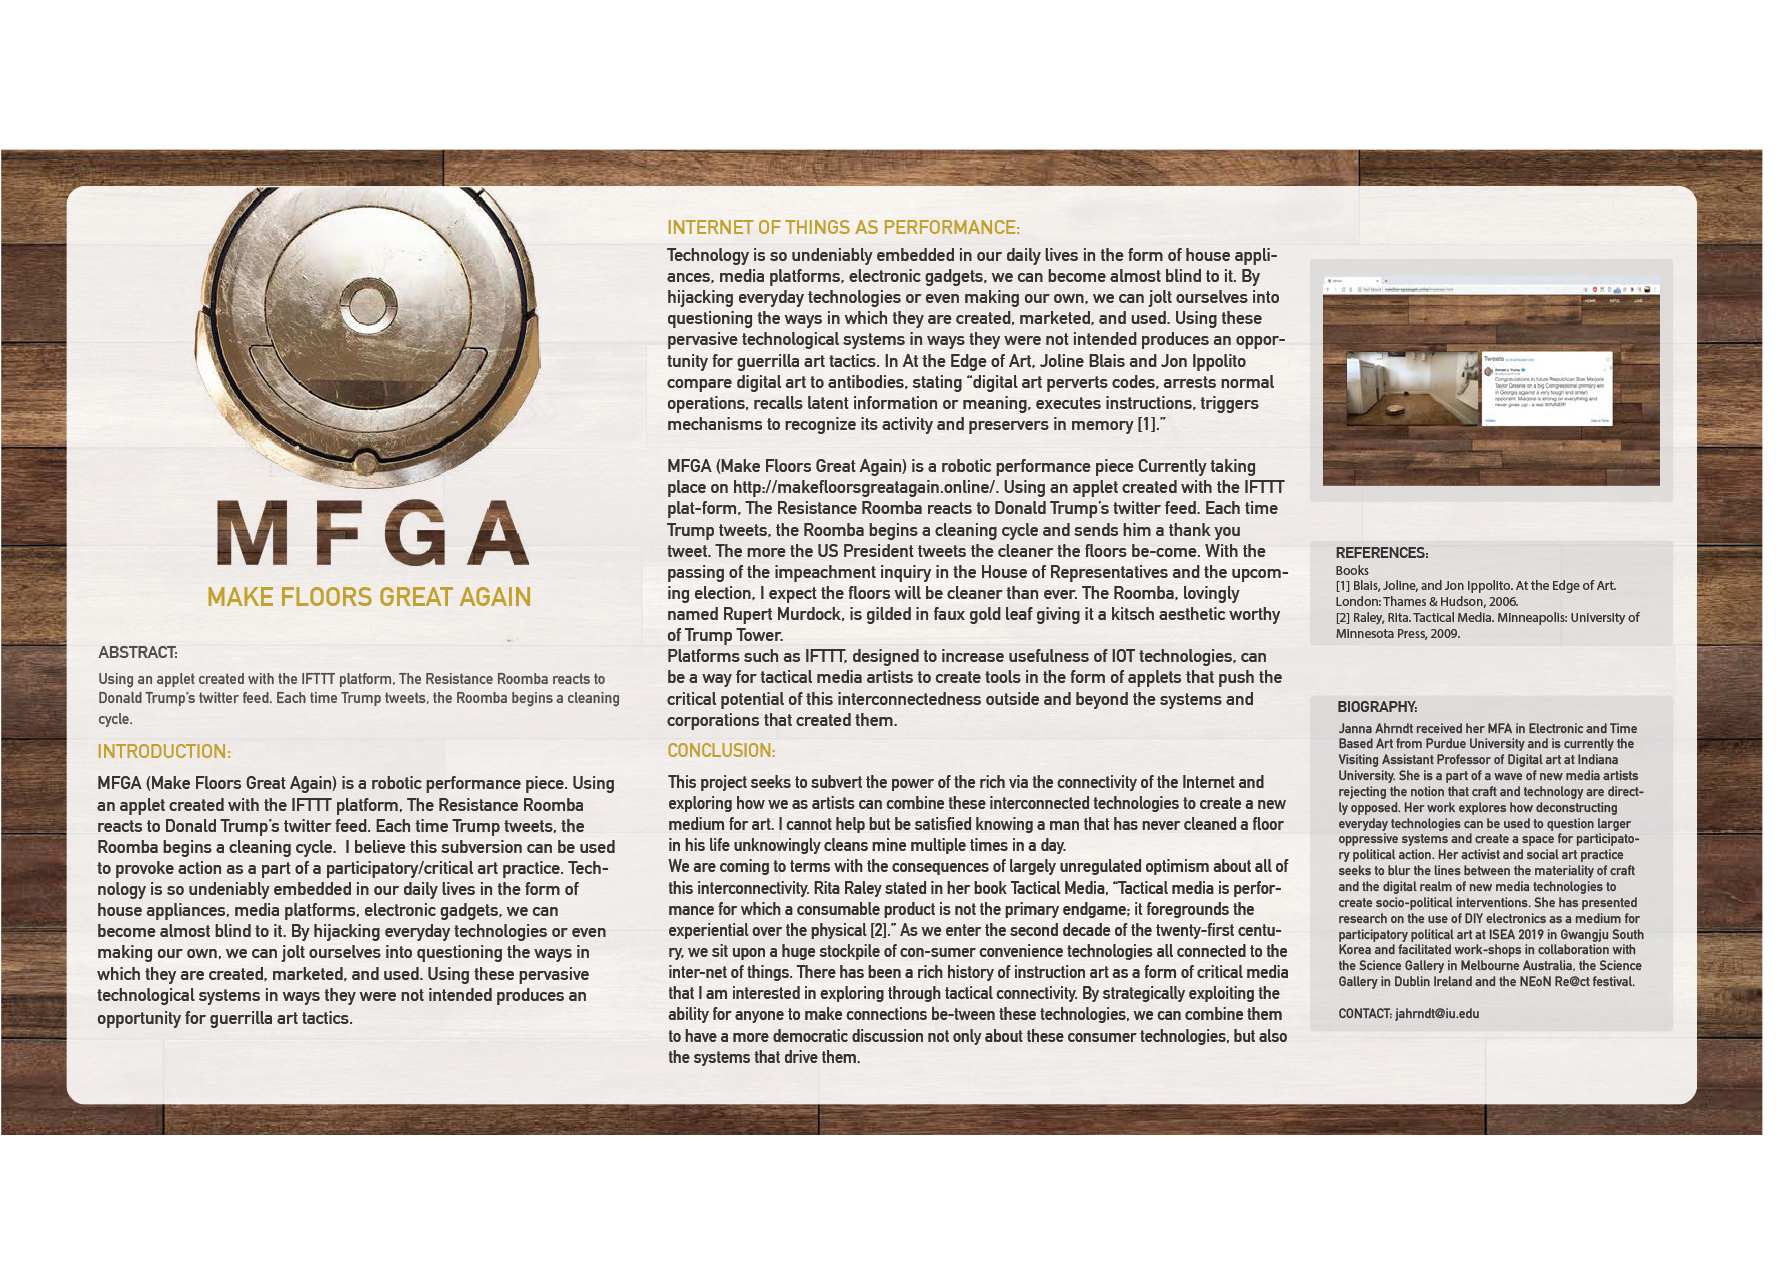 MFGA
MAKE FLOORS GREAT AGAIN
ABSTRACT:
Using an applet created with the IFTTT platform, The Resistance Roomba reacts to
Donald Trump's twitter feed. Each time Trump tweets, the Roomba begins a cleaning
cycle.
INTRODUCTION:
MFGA (Make Floors Great Again) is a robotic performance piece. Using
an applet created with the IFTTT platform, The Resistance Roomba
reacts to Donald Trump's twitter feed. Each time Trump tweets, the
Roomba begins a cleaning cycle.  I believe this subversion can be used
to provoke action as a part of a participatory/critical art practice. Tech-
nology is so undeniably embedded in our daily lives in the form of
house appliances, media platforms, electronic gadgets, we can
become almost blind to it. By hijacking everyday technologies or even
making our own, we can jolt ourselves into questioning the ways in
which they are created, marketed, and used. Using these pervasive
technological systems in ways they were not intended produces an
opportunity for guerrilla art tactics.
INTERNET OF THINGS AS PERFORMANCE:
Technology is so undeniably embedded in our daily lives in the form of house appli-
ances, media platforms, electronic gadgets, we can become almost blind to it. By
hijacking everyday technologies or even making our own, we can jolt ourselves into
questioning the ways in which they are created, marketed, and used. Using these
pervasive technological systems in ways they were not intended produces an oppor-
tunity for guerrilla art tactics. In At the Edge of Art, Joline Blais and Jon Ippolito
compare digital art to antibodies, stating “digital art perverts codes, arrests normal
operations, recalls latent information or meaning, executes instructions, triggers
mechanisms to recognize its activity and preservers in memory [1].”
MFGA (Make Floors Great Again) is a robotic performance piece Currently taking
place on http://makefloorsgreatagain.online/. Using an applet created with the IFTTT
plat-form, The Resistance Roomba reacts to Donald Trump's twitter feed. Each time
Trump tweets, the Roomba begins a cleaning cycle and sends him a thank you
tweet. The more the US President tweets the cleaner the floors be-come. With the
passing of the impeachment inquiry in the House of Representatives and the upcom-
ing election, I expect the floors will be cleaner than ever. The Roomba, lovingly
named Rupert Murdock, is gilded in faux gold leaf giving it a kitsch aesthetic worthy
of Trump Tower.
Platforms such as IFTTT, designed to increase usefulness of IOT technologies, can
be a way for tactical media artists to create tools in the form of applets that push the
critical potential of this interconnectedness outside and beyond the systems and
corporations that created them.
CONCLUSION:
This project seeks to subvert the power of the rich via the connectivity of the Internet and
exploring how we as artists can combine these interconnected technologies to create a new
medium for art. I cannot help but be satisfied knowing a man that has never cleaned a floor
in his life unknowingly cleans mine multiple times in a day.
We are coming to terms with the consequences of largely unregulated optimism about all of
this interconnectivity. Rita Raley stated in her book Tactical Media, “Tactical media is perfor-
mance for which a consumable product is not the primary endgame; it foregrounds the
experiential over the physical [2].” As we enter the second decade of the twenty-first centu-
ry, we sit upon a huge stockpile of con-sumer convenience technologies all connected to the
inter-net of things. There has been a rich history of instruction art as a form of critical media
that I am interested in exploring through tactical connectivity. By strategically exploiting the
ability for anyone to make connections be-tween these technologies, we can combine them
to have a more democratic discussion not only about these consumer technologies, but also
the systems that drive them.
HOME INFO LIVE
Tweets
Donald J. Trump
Congratulations to future Republican Star Marjorie
Taylor Greene on a big Congressional primary win
in Georgia against a very tough and smart
opponent. Marjorie is strong on everything and
never gives up - a real WINNER!
REFERENCES:
Books
[1] Blais, Joline, and Jon Ippolito. At the Edge of Art.
London: Thames & Hudson, 2006.
[2] Raley, Rita. Tactical Media. Minneapolis: University of
Minnesota Press, 2009.
BIOGRAPHY:
Janna Ahrndt received her MFA in Electronic and Time
Based Art from Purdue University and is currently the
Visiting Assistant Professor of Digital art at Indiana
University. She is a part of a wave of new media artists
rejecting the notion that craft and technology are direct-
ly opposed. Her work explores how deconstructing
everyday technologies can be used to question larger
oppressive systems and create a space for participato-
ry political action. Her activist and social art practice
seeks to blur the lines between the materiality of craft
and the digital realm of new media technologies to
create socio-political interventions. She has presented
research on the use of DIY electronics as a medium for
participatory political art at ISEA 2019 in Gwangju South
Korea and facilitated work-shops in collaboration with
the Science Gallery in Melbourne Australia, the Science
Gallery in Dublin Ireland and the NEoN Re@ct festival.
CONTACT: jahrndt@iu.edu